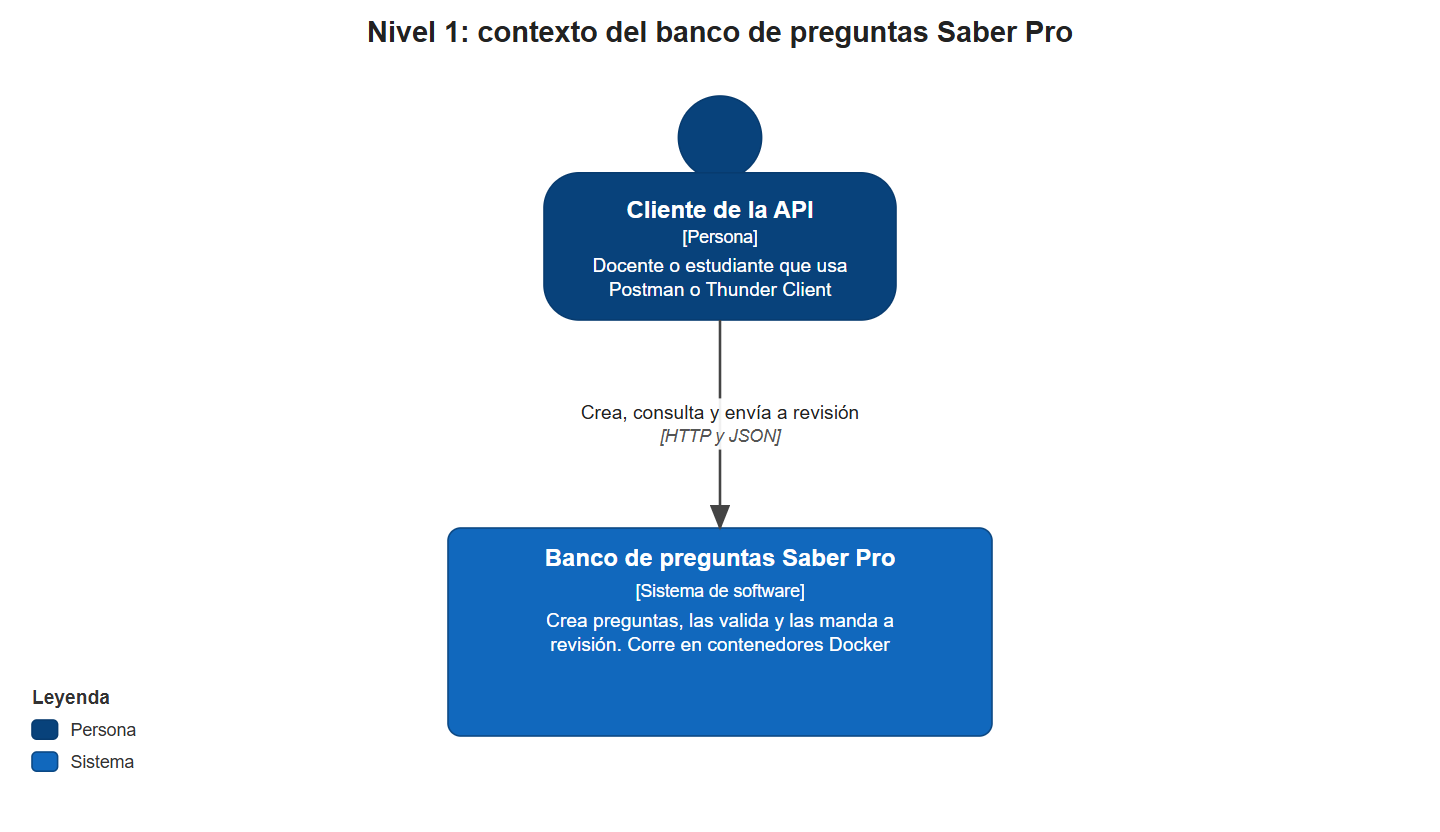 Nivel 1: contexto del banco de preguntas Saber Pro
Cliente de la API
[Persona]
Docente o estudiante que usa
Postman o Thunder Client
Crea, consulta y envía a revisión
[HTTP y JSON]
Banco de preguntas Saber Pro
[Sistema de software]
Crea preguntas, las valida y las manda a
revisión. Corre en contenedores Docker
Leyenda
Persona
Sistema